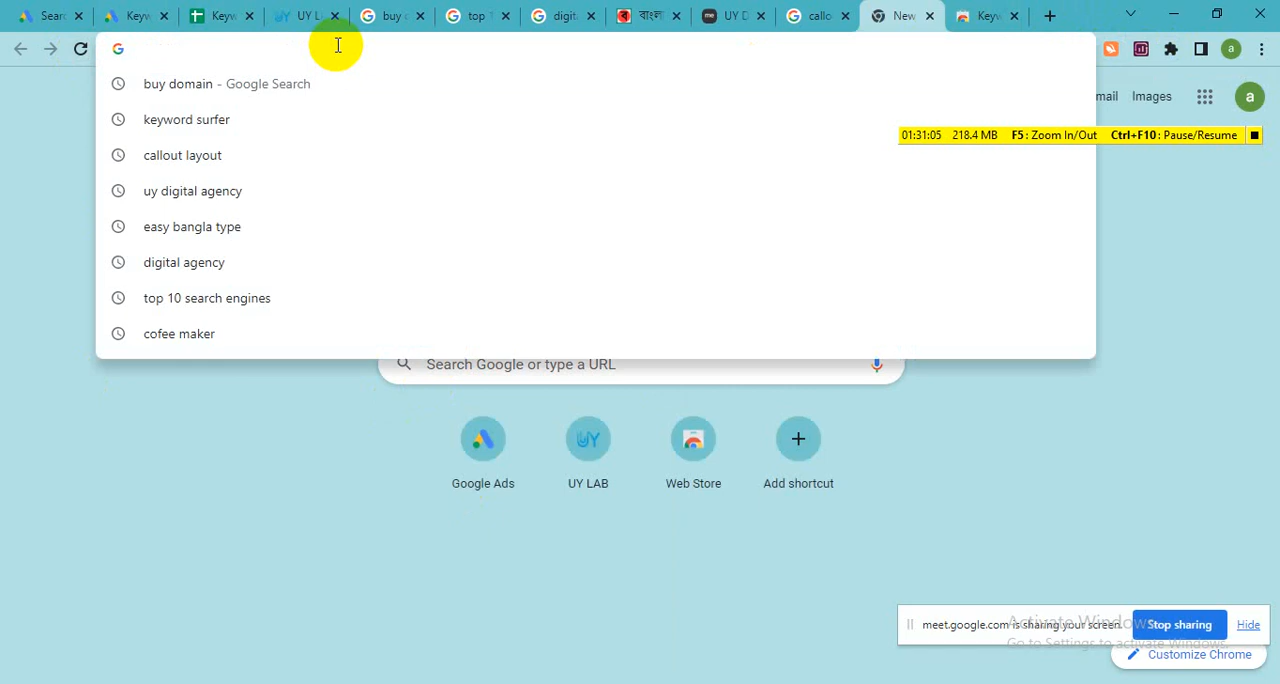 Searc
Keyw
Keyw
UY L
buy d
top 1
digit
বাংলা
UY D
callo
New
Keyw
a
buy domain - Google Search
keyword surfer
callout layout
uy digital agency
easy bangla type
digital agency
top 10 search engines
cofee maker
mail Images a
01:31:05 218.4 MB F5: Zoom In/Out Ctrl+F10: Pause/Resume
Search Google or type a URL
Google Ads
UY LAB
Web Store
Add shortcut
Activate Windows
Go to Settings to activate Windows.
meet.google.com is sharing your screen. Stop sharing Hide
Customize Chrome